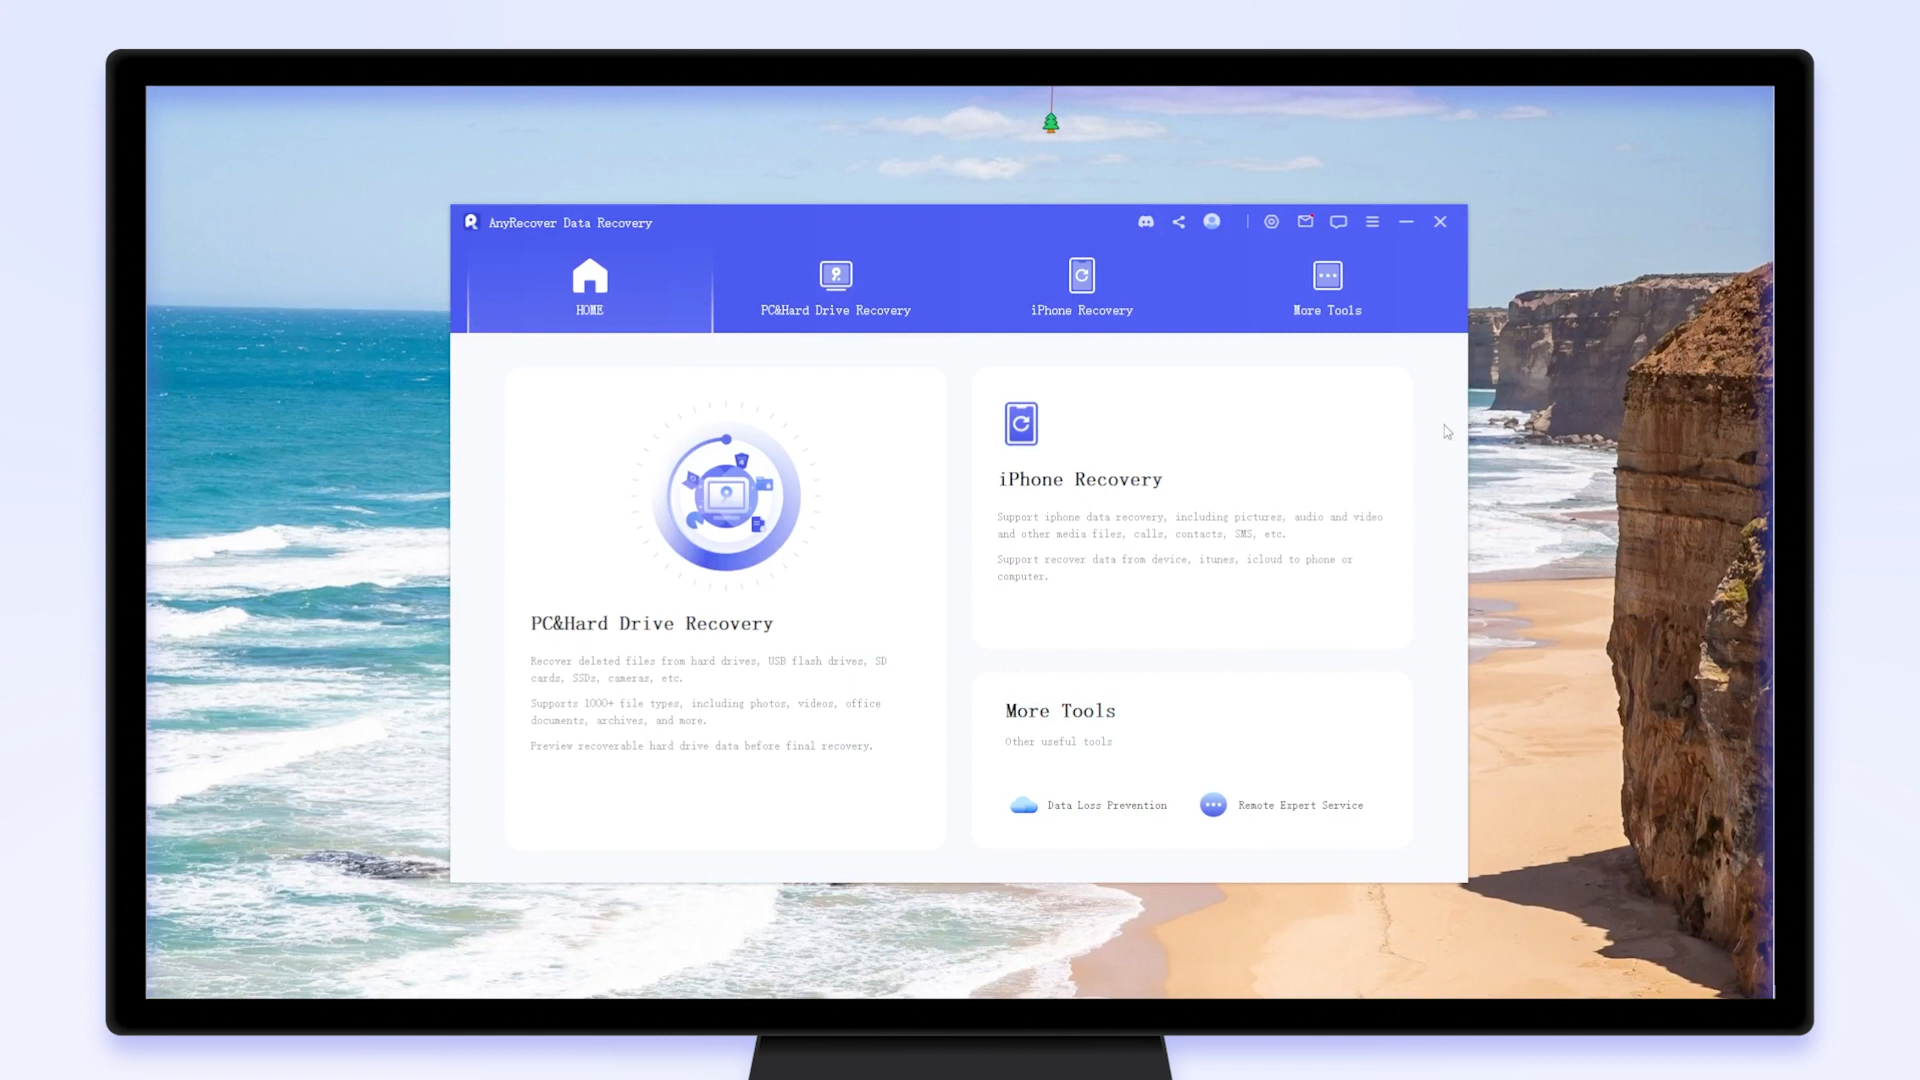 AnyRecover Data Recovery
HOME
PC&Hard Drive Recovery
iPhone Recovery
More Tools
PC&Hard Drive Recovery
Recover deleted files from hard drives, USB flash drives, SD
cards, SSDs, cameras, etc.
Supports 1000+ file types, including photos, videos, office
documents, archives, and more.
Preview recoverable hard drive data before final recovery.
iPhone Recovery
Support iphone data recovery, including pictures, audio and video
and other media files, calls, contacts, SMS, etc.
Support recover data from device, itunes, icloud to phone or
computer.
More Tools
Other useful tools
Data Loss Prevention
Remote Expert Service